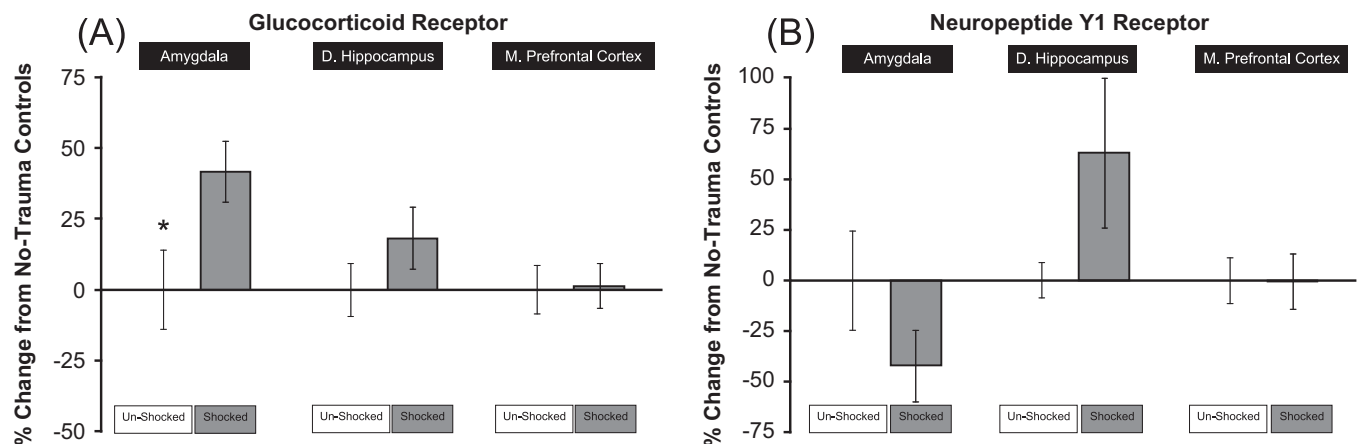 (A)
Glucocorticoid Receptor
Amygdala
D. Hippocampus
M. Prefrontal Cortex
% Change from No-Trauma Controls
75
50
25
0
-25
-50
*
Un-Shocked
Shocked
Un-Shocked
Shocked
Un-Shocked
Shocked
(B)
Neuropeptide Y1 Receptor
Amygdala
D. Hippocampus
M. Prefrontal Cortex
% Change from No-Trauma Controls
100
75
50
25
0
-25
-50
-75
Un-Shocked
Shocked
Un-Shocked
Shocked
Un-Shocked
Shocked